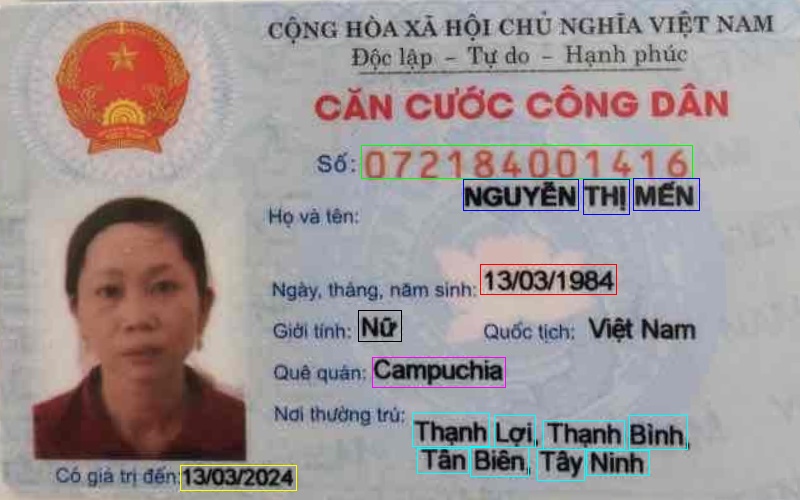 CỘNG HÒA XÃ HỘI CHỦ NGHĨA VIỆT NAM
Độc lập - Tự do - Hạnh phúc
CĂN CƯỚC CÔNG DÂN
Số: 072184001416
Họ và tên: NGUYỄN THỊ MẾN
Ngày, tháng, năm sinh: 13/03/1984
Giới tính: Nữ Quốc tịch: Việt Nam
Quê quán: Campuchia
Nơi thường trú: Thạnh Lợi, Thạnh Bình,
Tân Biên, Tây Ninh
Có giá trị đến: 13/03/2024